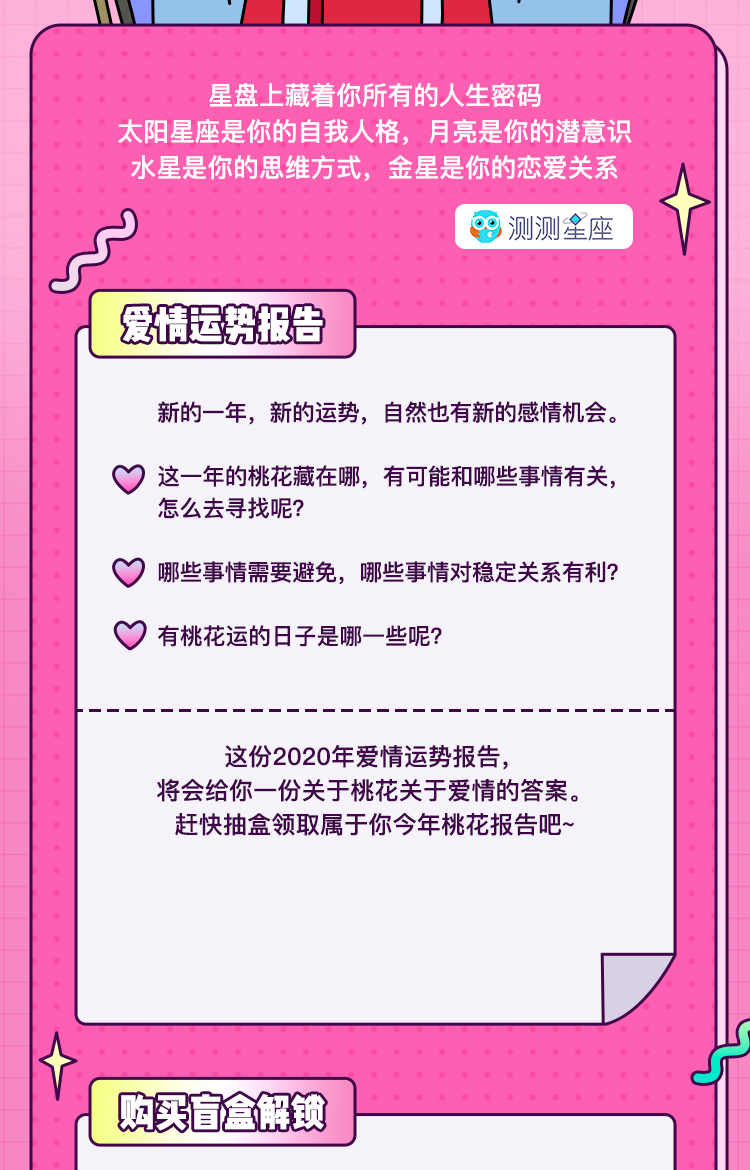 星盘上藏着你所有的人生密码
太阳星座是你的自我人格，月亮是你的潜意识
水星是你的思维方式，金星是你的恋爱关系
测测星座
爱情运势报告
新的一年，新的运势，自然也有新的感情机会。
这一年的桃花藏在哪，有可能和哪些事情有关，
怎么去寻找呢?
哪些事情需要避免，哪些事情对稳定关系有利?
有桃花运的日子是哪一些呢?
这份2020年爱情运势报告，
将会给你一份关于桃花关于爱情的答案。
赶快抽盒领取属于你今年桃花报告吧~
购买盲盒解锁